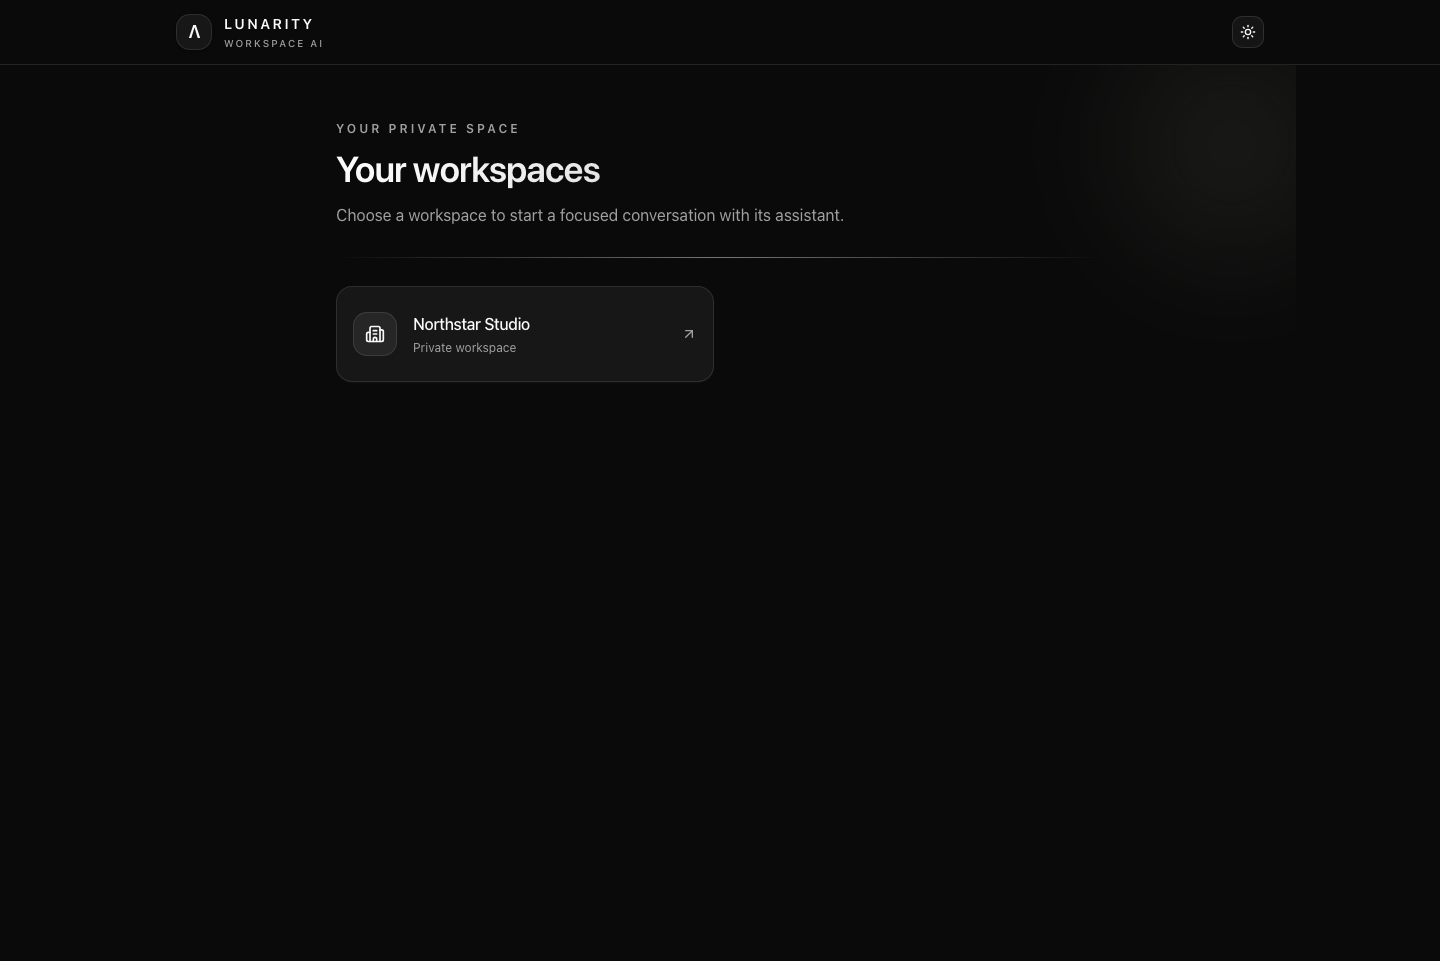 Λ
LUNARITY
WORKSPACE AI
YOUR PRIVATE SPACE
Your workspaces
Choose a workspace to start a focused conversation with its assistant.
Northstar Studio
Private workspace